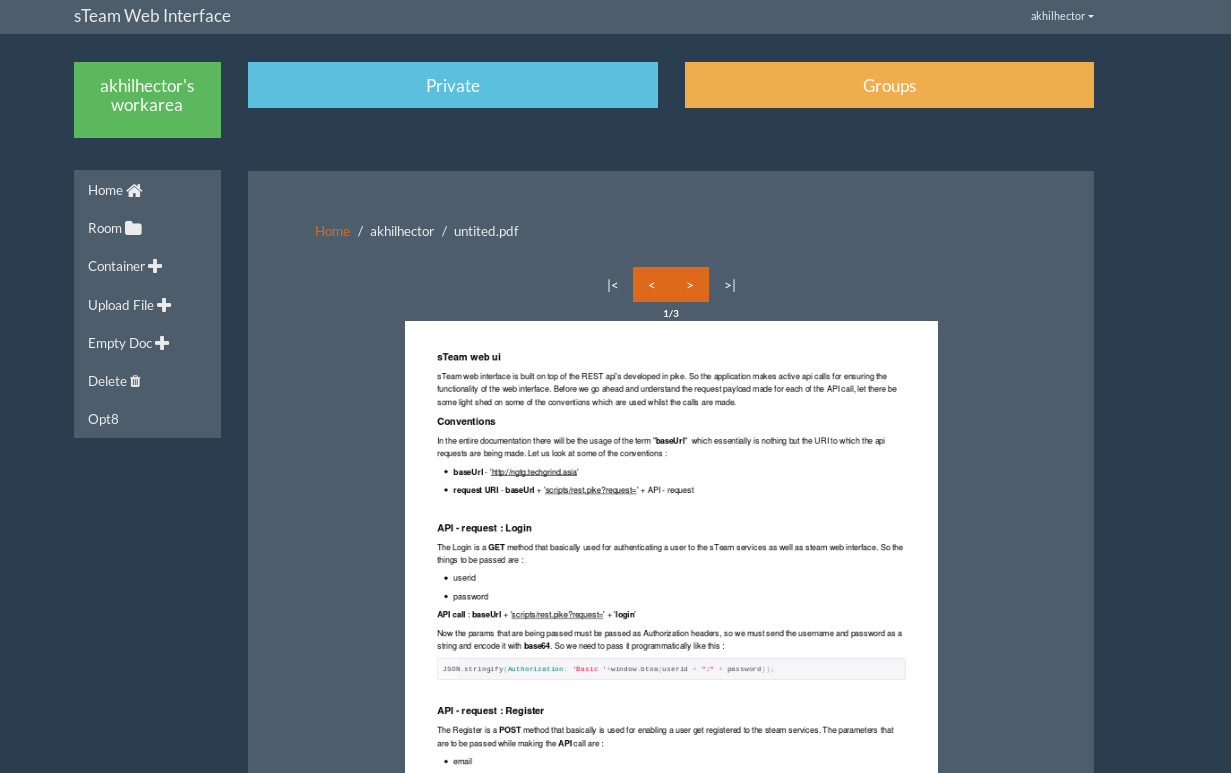 sTeam Web Interface
akhilhector
akhilhector's
workarea
Private
Groups
Home
Room
Container
Upload File
Empty Doc
Delete
Opt8
Home / akhilhector / untited.pdf
|< < > >|
1/3
sTeam web ui
sTeam web interface is built on top of the REST api's developed in pike. So the application makes active api calls for ensuring the
functionality of the web interface. Before we go ahead and understand the request payload made for each of the API call, let there be
some light shed on some of the conventions which are used whilst the calls are made.
Conventions
In the entire documentation there will be the usage of the term "baseUrl" which essentially is nothing but the URI to which the api
requests are being made. Let us look at some of the conventions :
• baseUrl - 'http://ngtg.techgrind.asia'
• request URI - baseUrl + 'scripts/rest.pike?request=' + API - request
API - request : Login
The Login is a GET method that basically used for authenticating a user to the sTeam services as well as steam web interface. So the
things to be passed are :
• userid
• password
API call : baseUrl + 'scripts/rest.pike?request=' + 'login'
Now the params that are being passed must be passed as Authorization headers, so we must send the username and password as a
string and encode it with base64. So we need to pass it programmatically like this :
JSON.stringify(Authorization: 'Basic '+window.btoa(userid + ":" + password));
API - request : Register
The Register is a POST method that basically is used for enabling a user get registered to the steam services. The parameters that
are to be passed while making the API call are :
• email